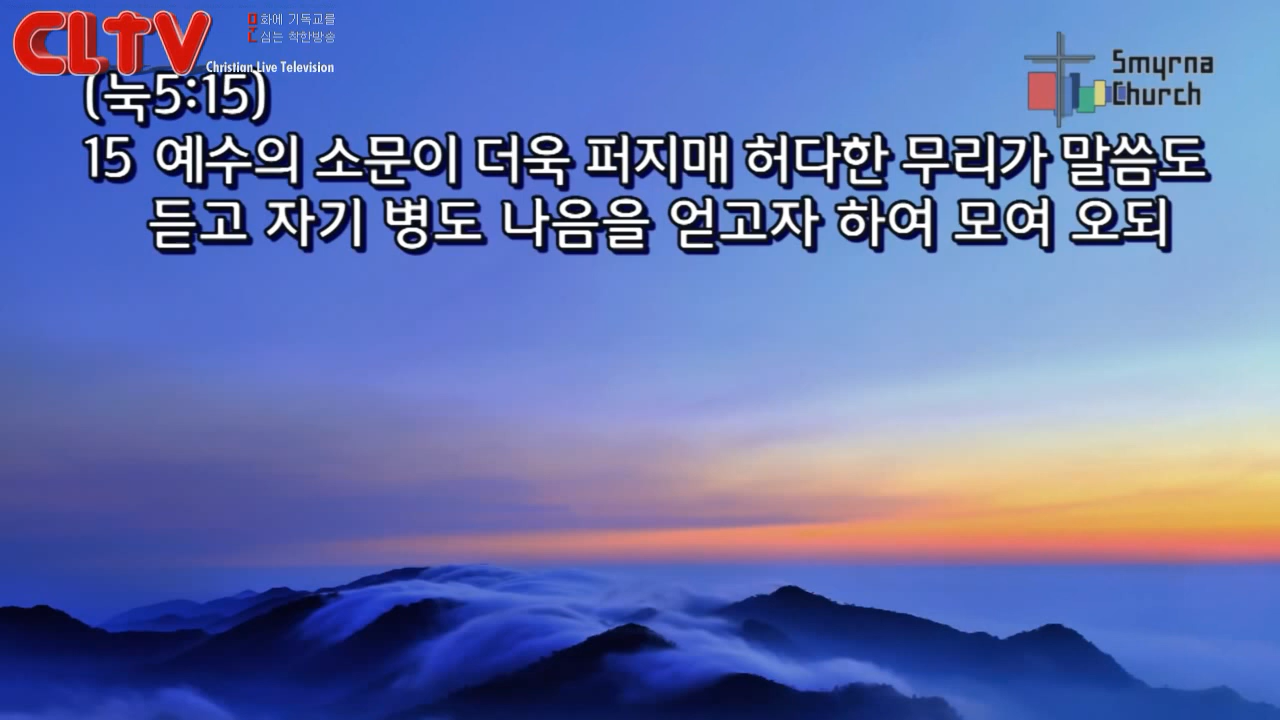 CLTV
문화에 기독교를
심는 착한방송
Christian Live Television
Smyrna
Church
(눅5:15)
15 예수의 소문이 더욱 퍼지매 허다한 무리가 말씀도
듣고 자기 병도 나음을 얻고자 하여 모여 오되